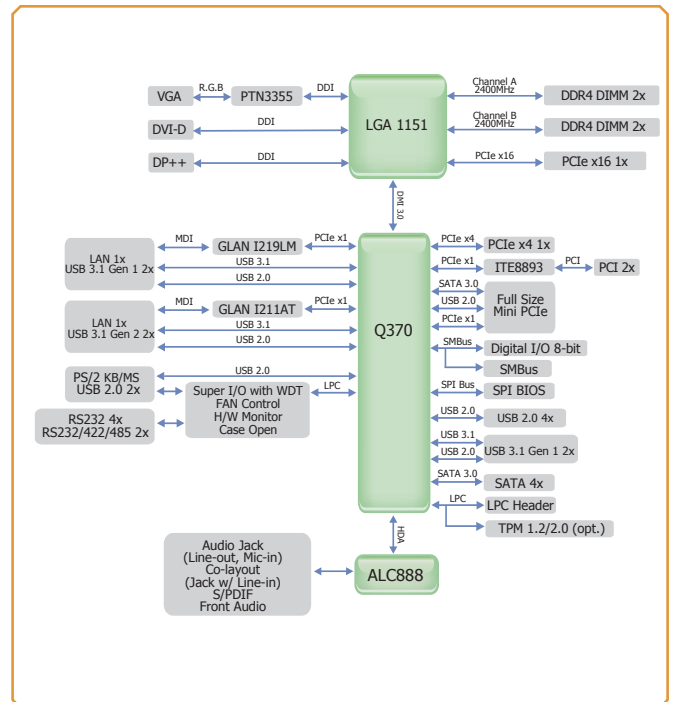 VGA
R.G.B
PTN3355
DDI
LGA 1151
Channel A
2400MHz
DDR4 DIMM 2x
DVI-D
DDI
Channel B
2400MHz
DDR4 DIMM 2x
DP++
DDI
PCIe x16
PCIe x16 1x
DMI 3.0
LAN 1x
USB 3.1 Gen 1 2x
MDI
GLAN I219LM
PCIe x1
USB 3.1
USB 2.0
LAN 1x
USB 3.1 Gen 2 2x
MDI
GLAN I211AT
PCIe x1
USB 3.1
USB 2.0
PS/2 KB/MS
USB 2.0 2x
USB 2.0
Super I/O with WDT
FAN Control
H/W Monitor
Case Open
LPC
RS232 4x
RS232/422/485 2x
Q370
PCIe x4
PCIe x4 1x
PCIe x1
ITE8893
PCI
PCI 2x
SATA 3.0
USB 2.0
PCIe x1
Full Size
Mini PCIe
SMBus
Digital I/O 8-bit
SMBus
SPI Bus
SPI BIOS
USB 2.0
USB 2.0 4x
USB 3.1
USB 2.0
USB 3.1 Gen 1 2x
SATA 3.0
SATA 4x
LPC
LPC Header
TPM 1.2/2.0 (opt.)
HDA
Audio Jack
(Line-out, Mic-in)
Co-layout
(Jack w/ Line-in)
S/PDIF
Front Audio
ALC888